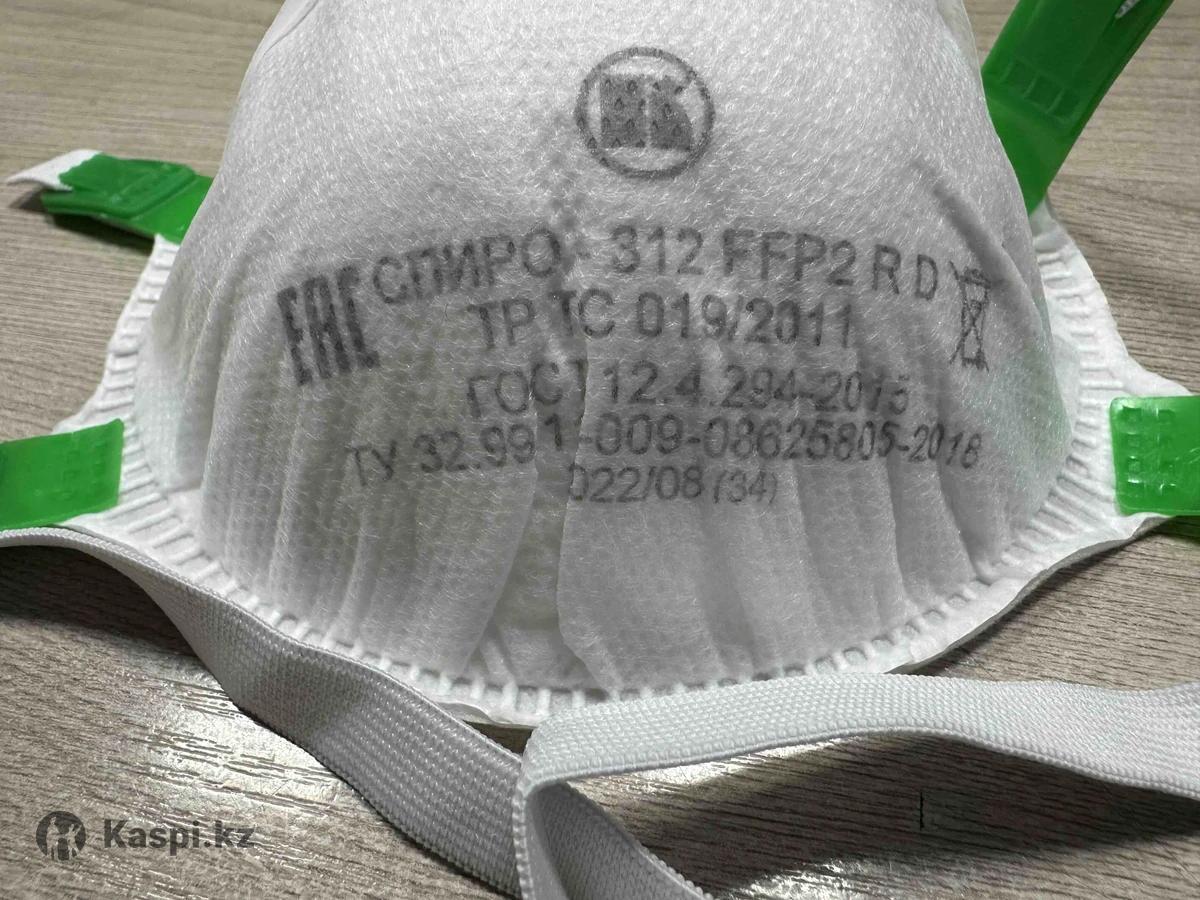 СПИРО - 312 FFP2 R D
EAC
ТР ТС 019/2011
ГОСТ 12.4.294-2015
ТУ 32.991-009-08625805-2018
022/08 (34)
Kaspi.kz